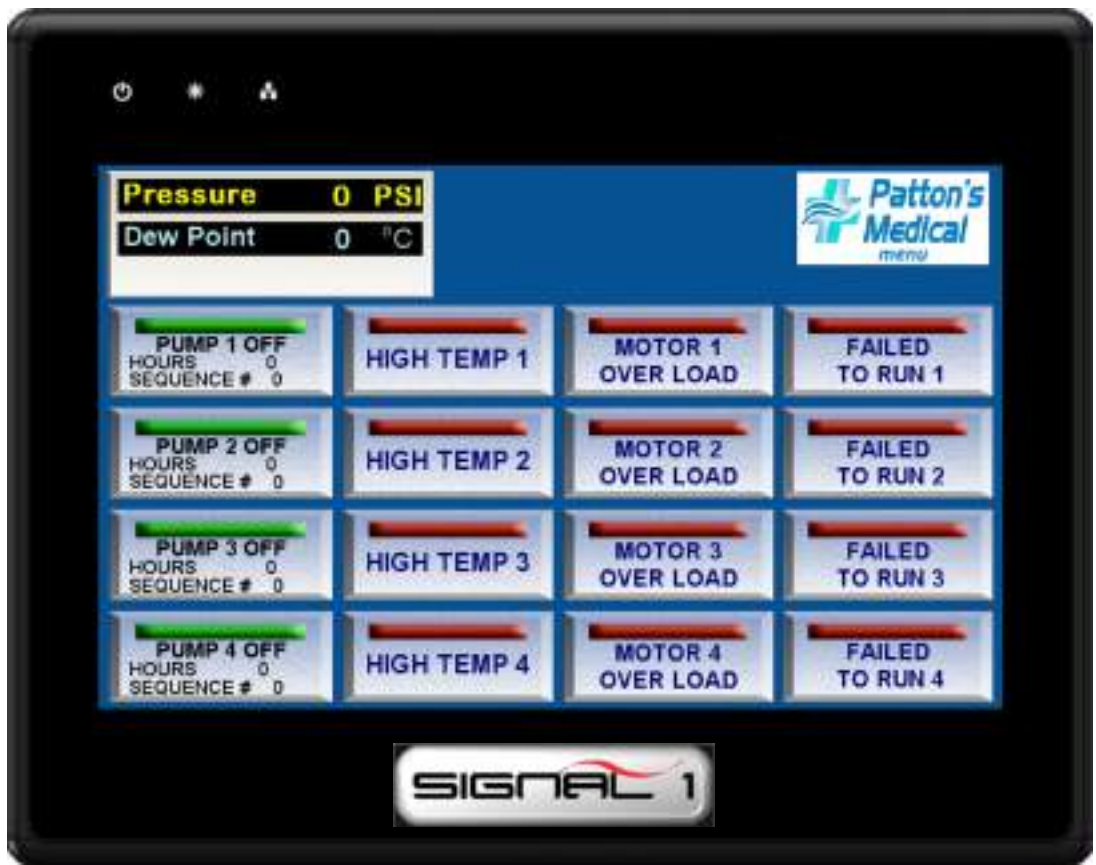 Pressure 0 PSI
Dew Point 0 °C
Patton's
Medical
menu
PUMP 1 OFF
HOURS 0
SEQUENCE # 0
HIGH TEMP 1
MOTOR 1
OVER LOAD
FAILED
TO RUN 1
PUMP 2 OFF
HOURS 0
SEQUENCE # 0
HIGH TEMP 2
MOTOR 2
OVER LOAD
FAILED
TO RUN 2
PUMP 3 OFF
HOURS 0
SEQUENCE # 0
HIGH TEMP 3
MOTOR 3
OVER LOAD
FAILED
TO RUN 3
PUMP 4 OFF
HOURS 0
SEQUENCE # 0
HIGH TEMP 4
MOTOR 4
OVER LOAD
FAILED
TO RUN 4
SIGNAL 1